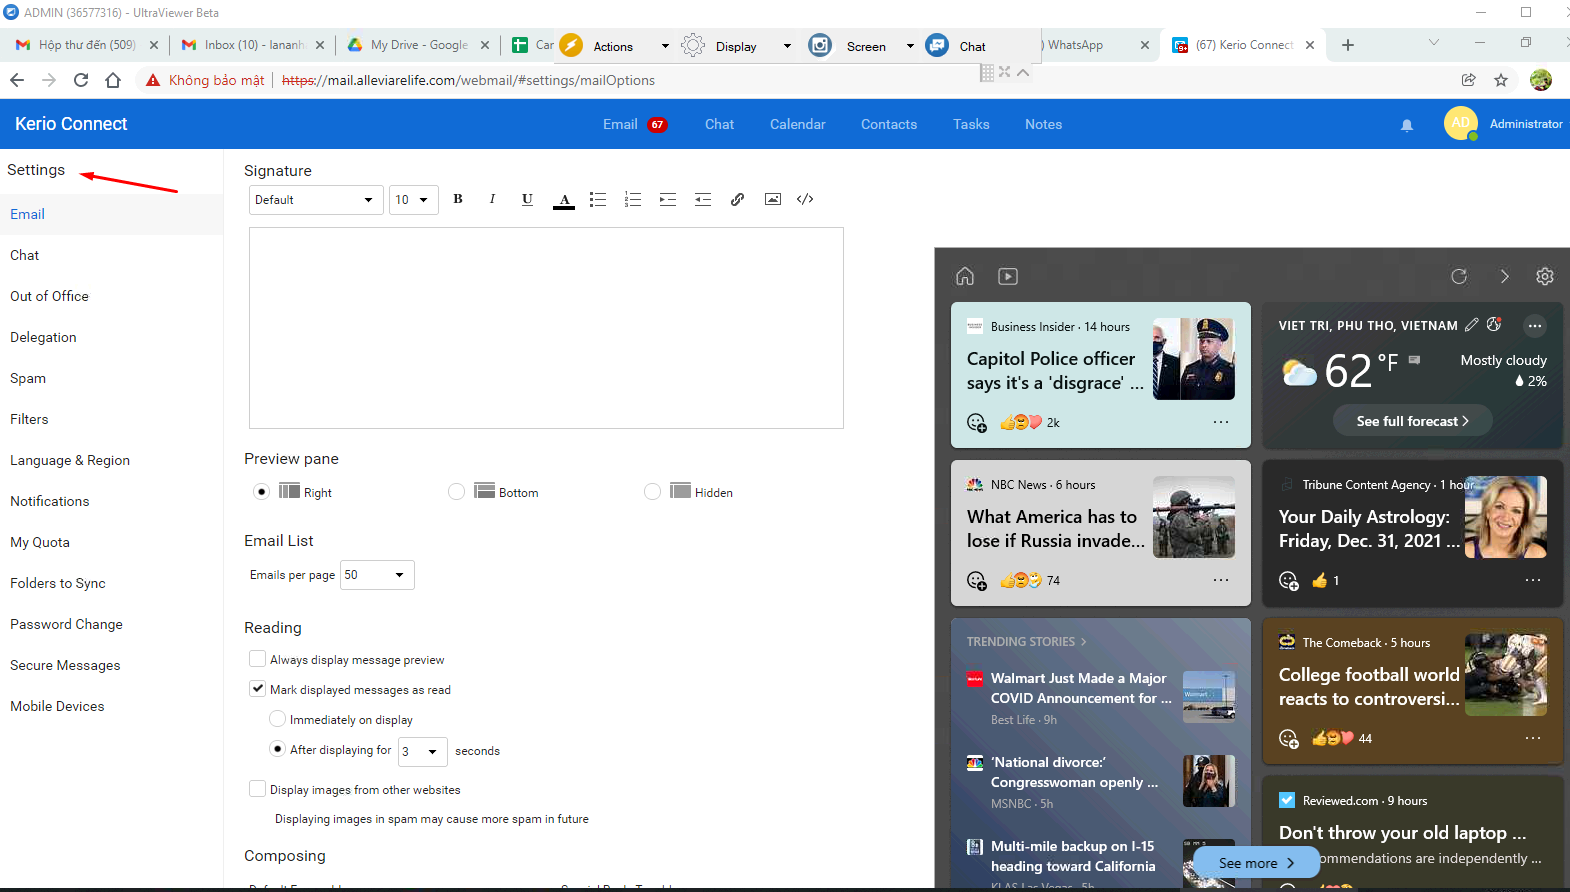 ADMIN (36577316) - UltraViewer Beta
Hộp thư đến (509)
Inbox (10) - lananh
My Drive - Google
Car
Actions
Display
Screen
Chat
) WhatsApp
(67) Kerio Connect
Không bảo mật
https://mail.alleviarelife.com/webmail/#settings/mailOptions
Kerio Connect
Email 67
Chat
Calendar
Contacts
Tasks
Notes
AD
Administrator
Settings
Email
Chat
Out of Office
Delegation
Spam
Filters
Language & Region
Notifications
My Quota
Folders to Sync
Password Change
Secure Messages
Mobile Devices
Signature
Default
10
B I U A
Preview pane
Right
Bottom
Hidden
Email List
Emails per page 50
Reading
Always display message preview
Mark displayed messages as read
Immediately on display
After displaying for 3 seconds
Display images from other websites
Displaying images in spam may cause more spam in future
Composing
Business Insider · 14 hours
Capitol Police officer
says it's a 'disgrace' ...
2k
VIET TRI, PHU THO, VIETNAM
62 °F
Mostly cloudy
2%
See full forecast
NBC News · 6 hours
What America has to
lose if Russia invade...
74
Tribune Content Agency · 1 hour
Your Daily Astrology:
Friday, Dec. 31, 2021 ...
1
TRENDING STORIES
Walmart Just Made a Major
COVID Announcement for ...
Best Life · 9h
'National divorce:'
Congresswoman openly ...
MSNBC · 5h
Multi-mile backup on I-15
heading toward California
KLAS Las Vegas · 5h
The Comeback · 5 hours
College football world
reacts to controversi...
44
Reviewed.com · 9 hours
Don't throw your old laptop ...
ommendations are independently ...
See more